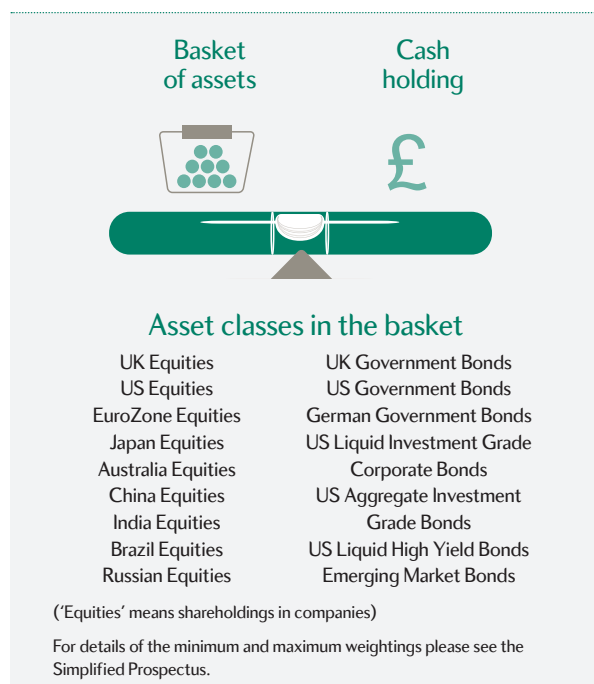 Basket
of assets
Cash
holding
£
Asset classes in the basket
UK Equities
US Equities
EuroZone Equities
Japan Equities
Australia Equities
China Equities
India Equities
Brazil Equities
Russian Equities
UK Government Bonds
US Government Bonds
German Government Bonds
US Liquid Investment Grade
Corporate Bonds
US Aggregate Investment
Grade Bonds
US Liquid High Yield Bonds
Emerging Market Bonds
(‘Equities’ means shareholdings in companies)
For details of the minimum and maximum weightings please see the
Simplified Prospectus.